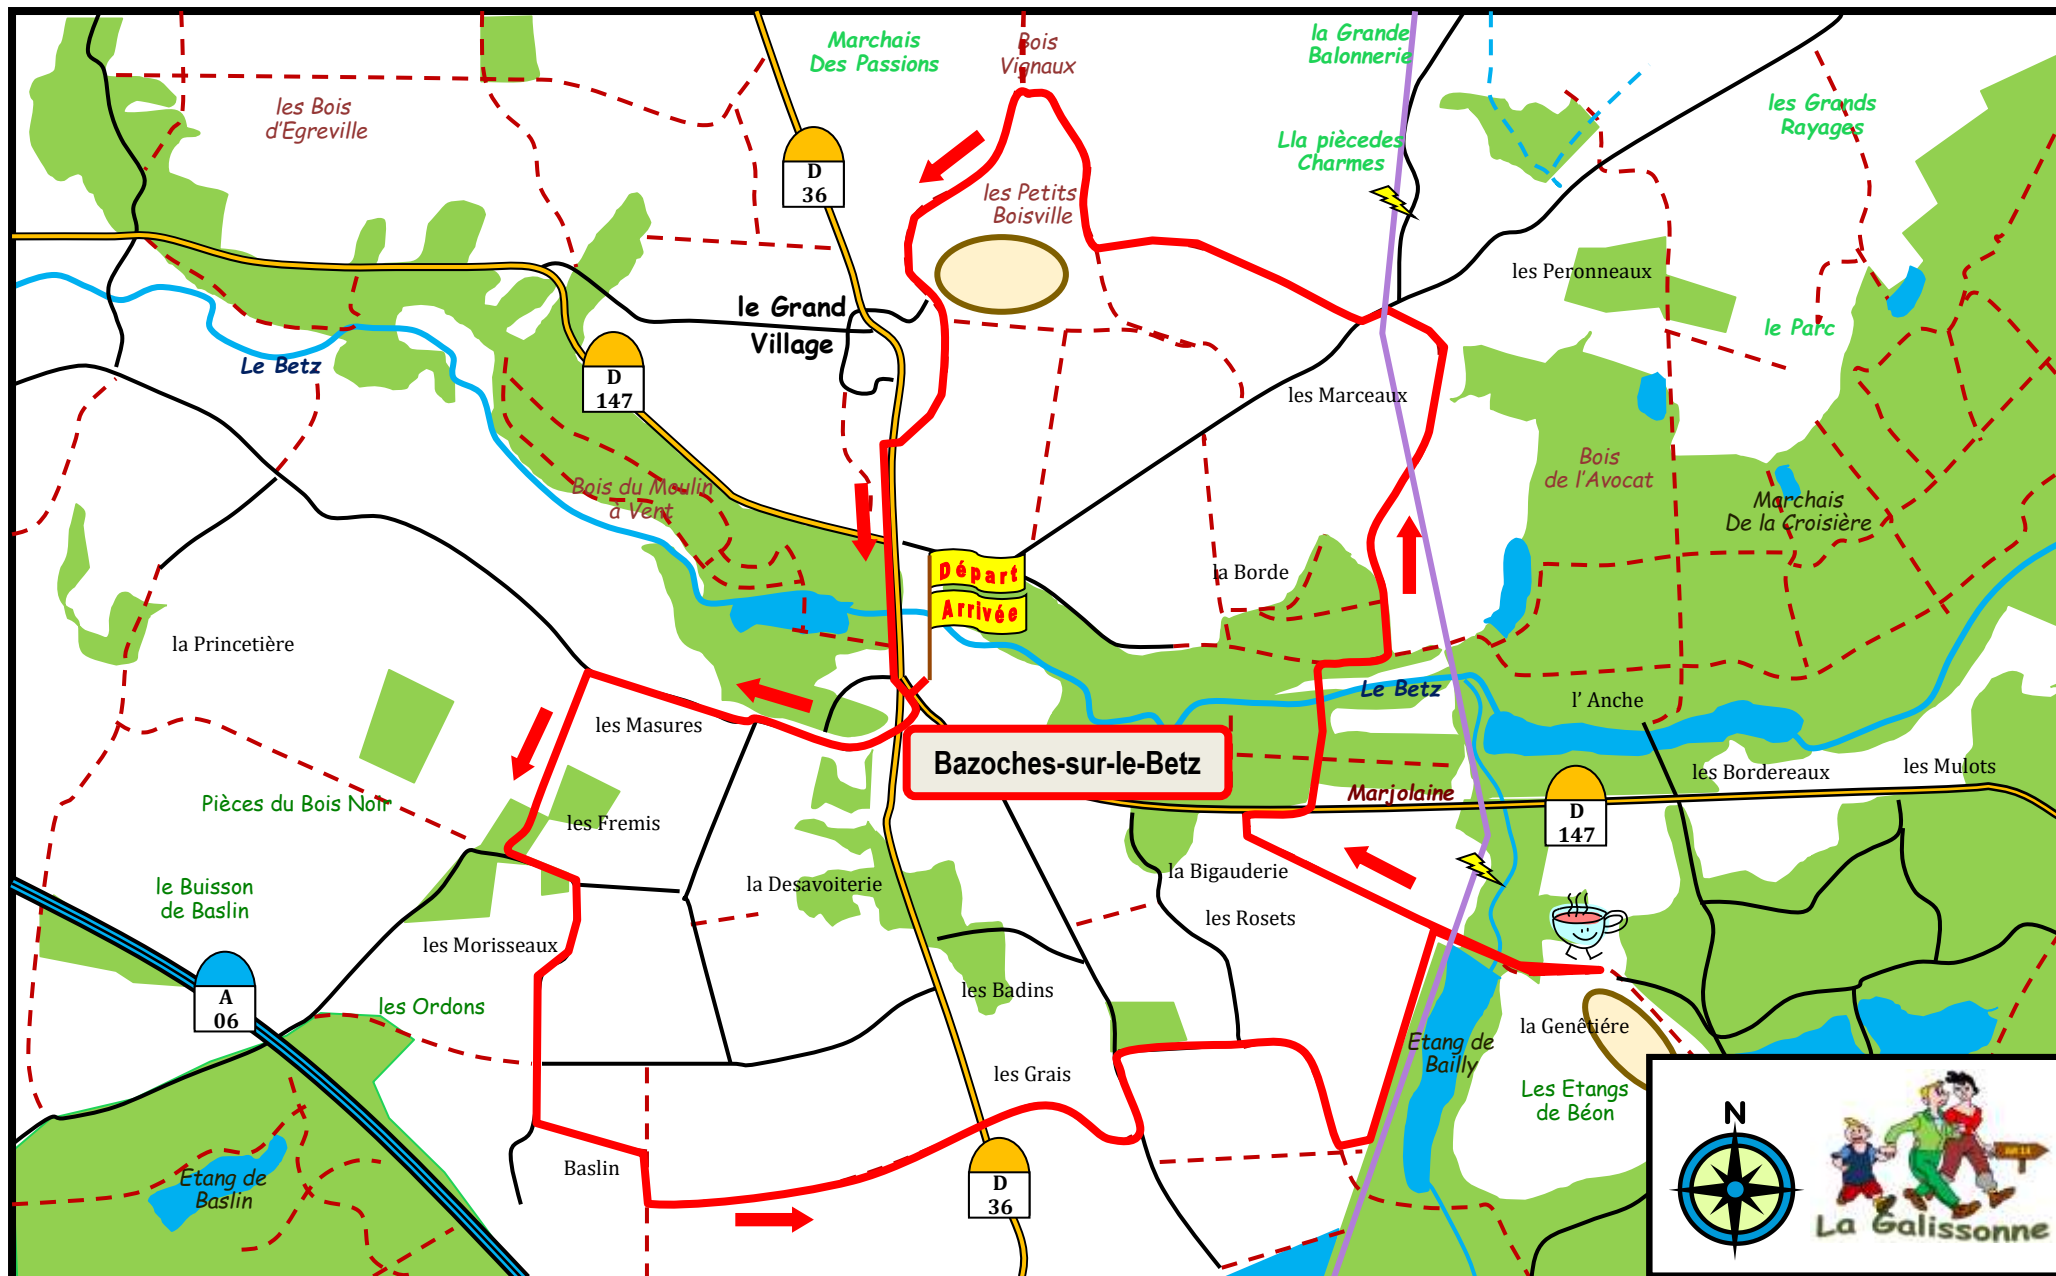 Marchais
Des Passions
Bois
Vignaux
la Grande
Balonnerie
les Bois
d'Egreville
les Grands
Rayages
Lla piècedes
Charmes
D
36
les Petits
Boisville
les Peronneaux
le Grand
Village
le Parc
Le Betz
D
147
les Marceaux
Bois
de l'Avocat
Bois du Moulin
à Vent
Marchais
De la Croisière
Départ
Arrivée
la Borde
la Princetière
Le Betz
l' Anche
les Masures
Bazoches-sur-le-Betz
les Bordereaux
les Mulots
Marjolaine
Pièces du Bois Noir
les Fremis
D
147
le Buisson
de Baslin
la Desavoiterie
la Bigauderie
les Rosets
les Morisseaux
A
06
les Ordons
les Badins
la Genêtiére
Etang de
Bailly
les Grais
Les Etangs
de Béon
N
Baslin
Etang de
Baslin
D
36
La Galissonne